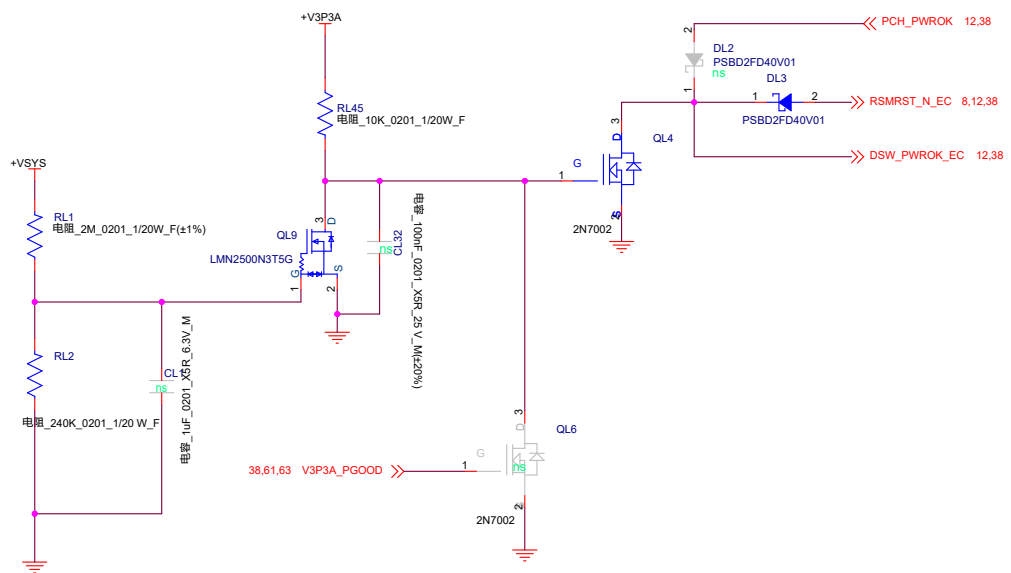 +V3P3A
PCH_PWROK 12,38
2
DL2
PSBD2FD40V01
ns
1
DL3
1
2
RSMRST_N_EC 8,12,38
PSBD2FD40V01
DSW_PWROK_EC 12,38
RL45
电阻_10K_0201_1/20W_F
3
D
QL4
G
1
S
2
2N7002
+VSYS
RL1
电阻_2M_0201_1/20W_F(±1%)
3
D
QL9
LMN2500N3T5G
G
S
1
2
ns
CL32
电容_100nF_0201_X5R_25 V_M(±20%)
RL2
电阻_240K_0201_1/20 W_F
CL1
ns
电容_1uF_0201_X5R_6.3V_M
3
D
QL6
G
1
ns
38,61,63 V3P3A_PGOOD
2
2N7002